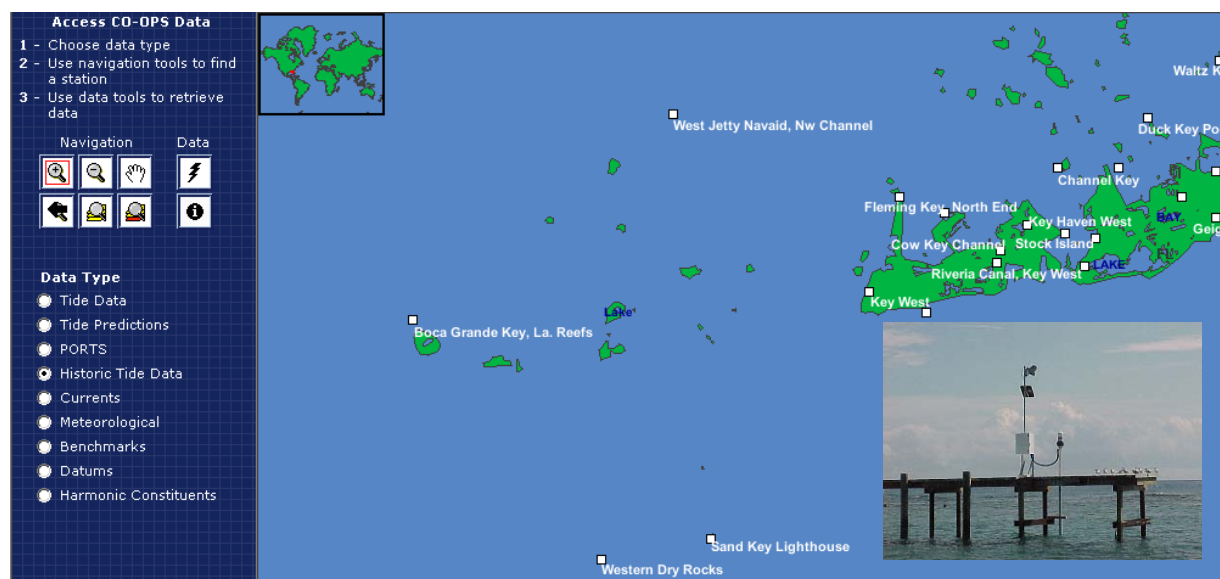 Access CO-OPS Data
1 - Choose data type
2 - Use navigation tools to find
a station
3 - Use data tools to retrieve
data
Navigation Data
Data Type
Tide Data
Tide Predictions
PORTS
Historic Tide Data
Currents
Meteorological
Benchmarks
Datums
Harmonic Constituents
Waltz K
West Jetty Navaid, Nw Channel
Duck Key Po
Channel Key
Fleming Key, North End
BAY
Key Haven West
Geig
Cow Key Channel
Stock Island
FL
LAKE
Riveria Canal, Key West
Key West
Lake
Boca Grande Key, La. Reefs
Sand Key Lighthouse
Western Dry Rocks